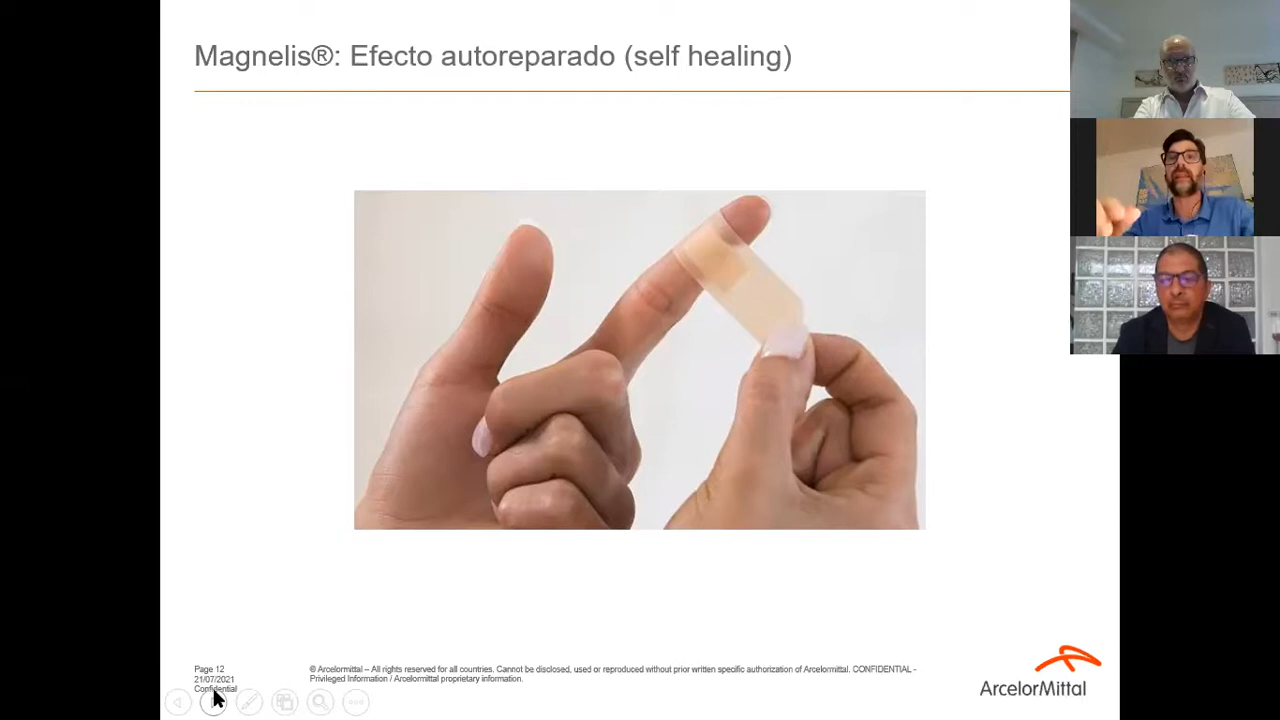 Magnelis®: Efecto autoreparado (self healing)
Page 12
21/07/2021
Confidential
® Arcelormittal – All rights reserved for all countries. Cannot be disclosed, used or reproduced without prior written specific authorization of Arcelormittal. CONFIDENTIAL -
Privileged Information / Arcelormittal proprietary information.
ArcelorMittal